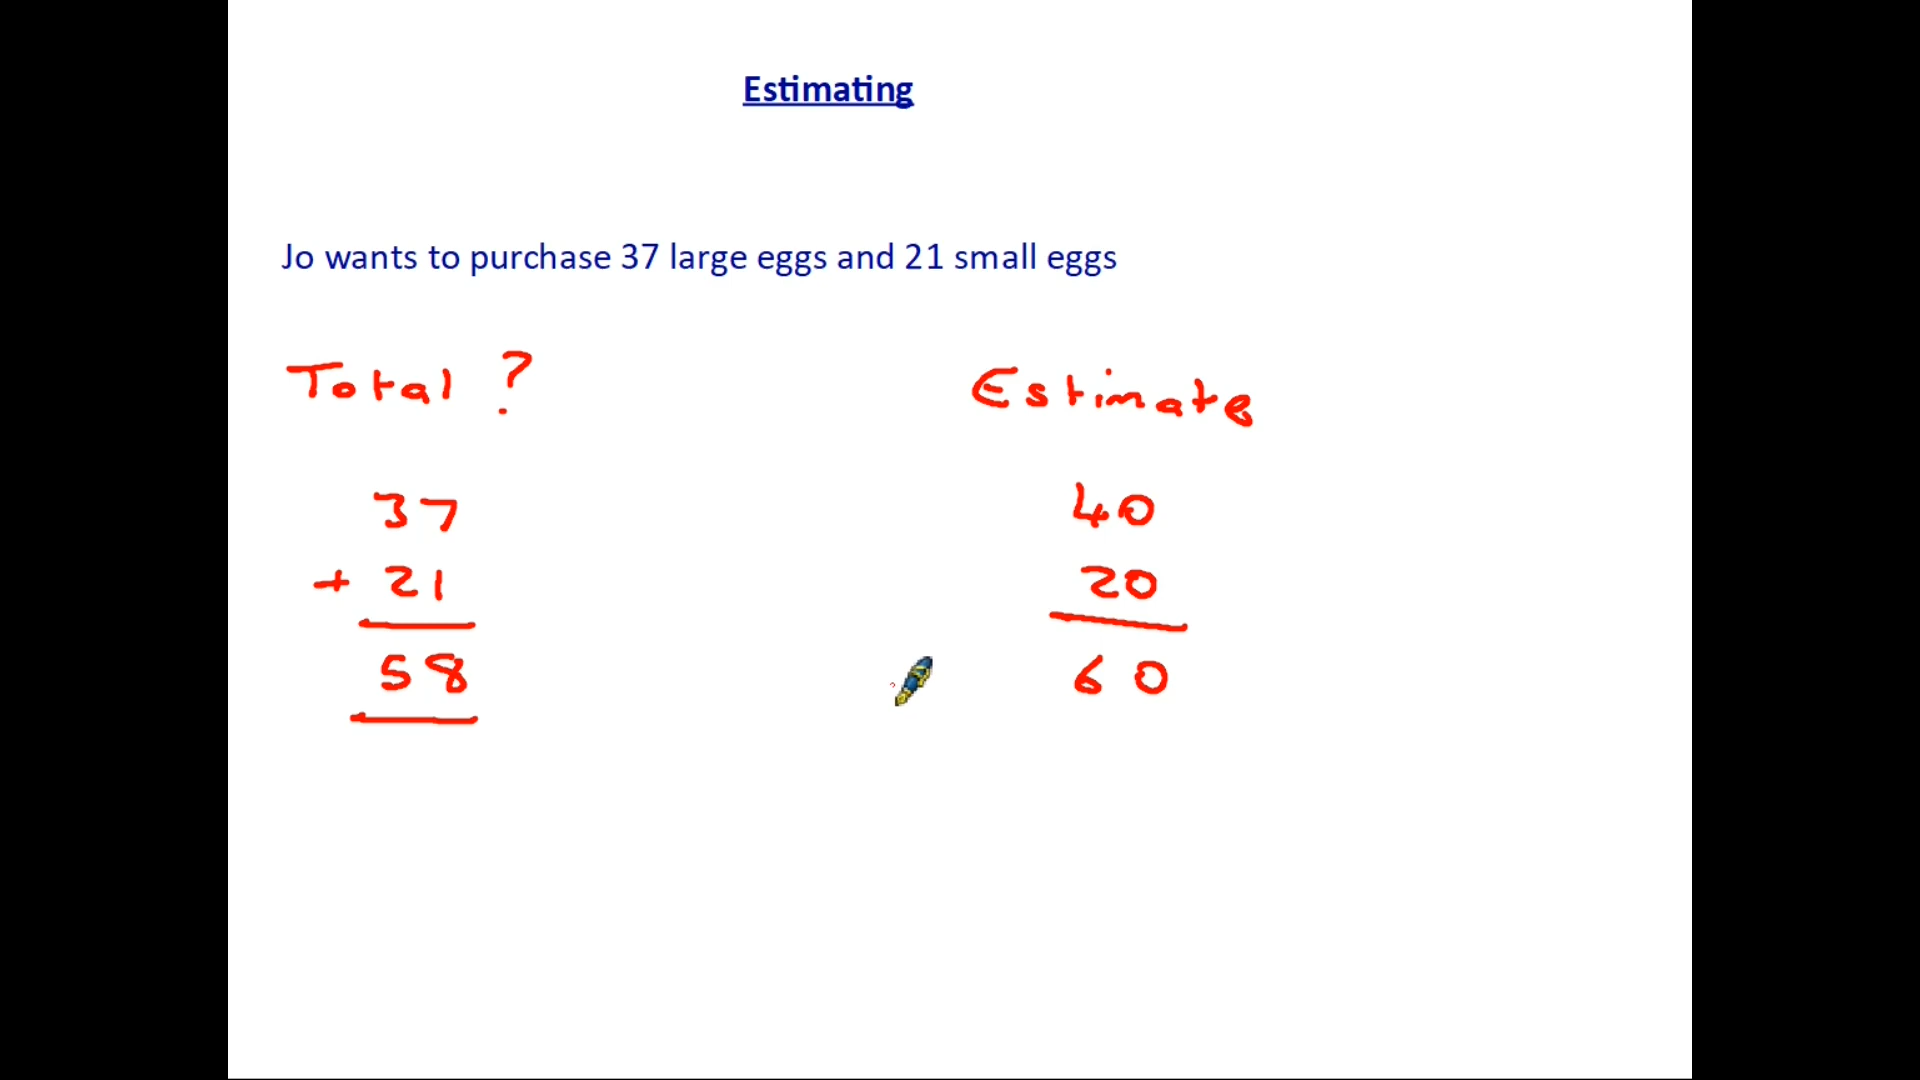 Estimating
Jo wants to purchase 37 large eggs and 21 small eggs
Total ?
37
+ 21
58
Estimate
40
20
60